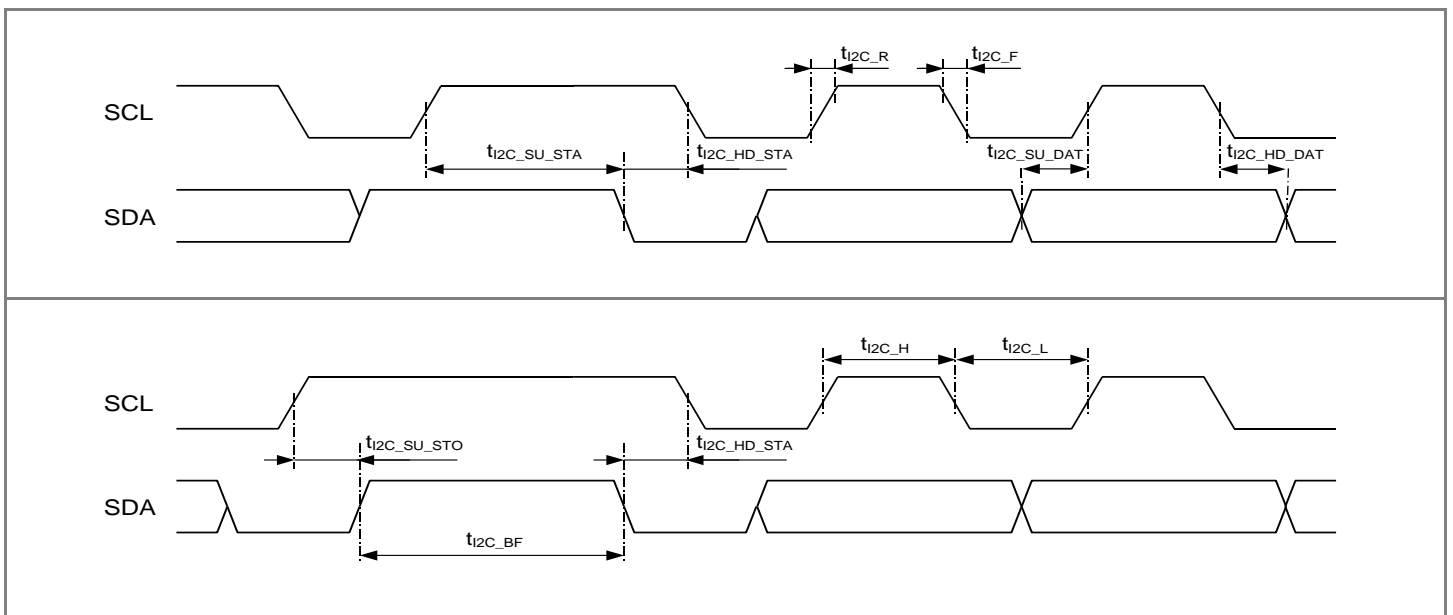 tI2C_R tI2C_F
SCL
tI2C_SU_STA tI2C_HD_STA tI2C_SU_DAT tI2C_HD_DAT
SDA
tI2C_H tI2C_L
SCL
tI2C_SU_STO tI2C_HD_STA
SDA
tI2C_BF